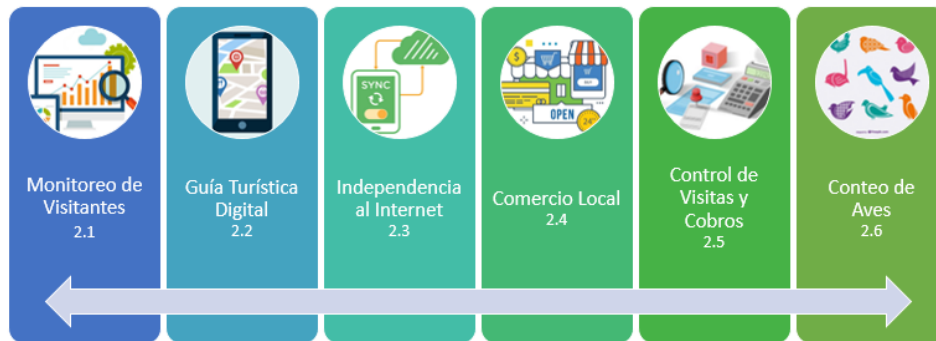 Monitoreo de
Visitantes
2.1
Guía Turística
Digital
2.2
SYNC
Independencia
al Internet
2.3
OPEN
24
Comercio Local
2.4
Control de
Visitas y
Cobros
2.5
Conteo de
Aves
2.6